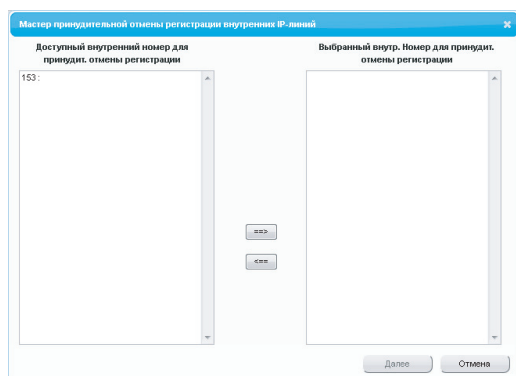 Мастер принудительной отмены регистрации внутренних IP-линий
Доступный внутренний номер для
принудит. отмены регистрации
Выбранный внутр. Номер для принудит.
отмены регистрации
153:
==>
<==
Далее
Отмена